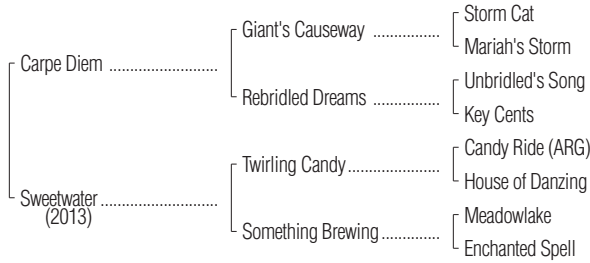 Storm Cat
Giant's Causeway ................
Mariah's Storm
Carpe Diem ..........................
Unbridled's Song
Rebridled Dreams ................
Key Cents
Candy Ride (ARG)
Twirling Candy......................
House of Danzing
Sweetwater ............................
(2013)
Meadowlake
Something Brewing..............
Enchanted Spell